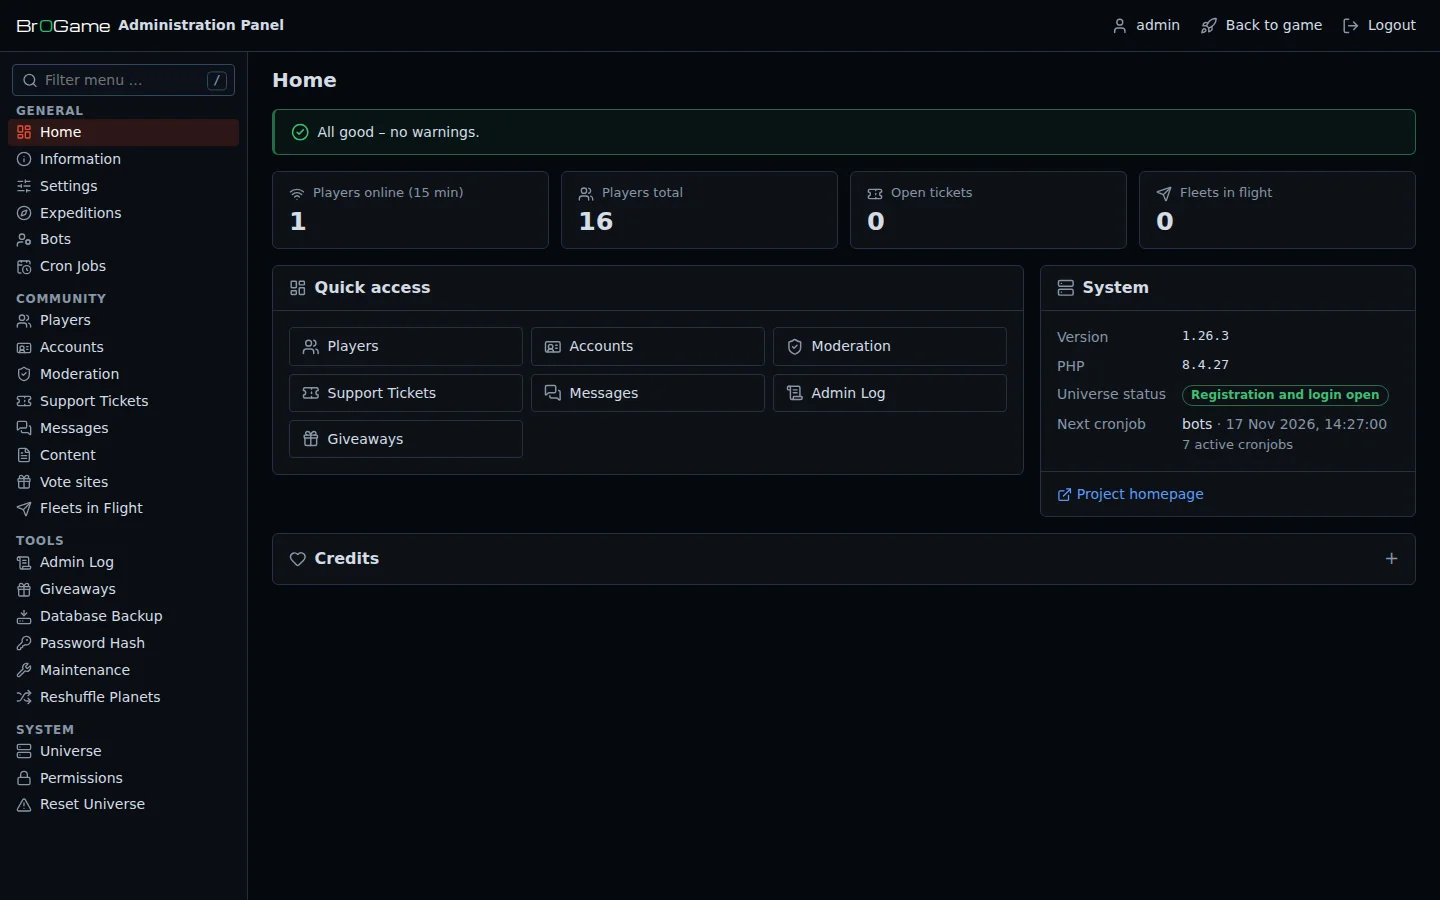 BrOGame Administration Panel
admin
Back to game
Logout
Filter menu ...
/
GENERAL
Home
Information
Settings
Expeditions
Bots
Cron Jobs
COMMUNITY
Players
Accounts
Moderation
Support Tickets
Messages
Content
Vote sites
Fleets in Flight
TOOLS
Admin Log
Giveaways
Database Backup
Password Hash
Maintenance
Reshuffle Planets
SYSTEM
Universe
Permissions
Reset Universe
Home
All good – no warnings.
Players online (15 min)
1
Players total
16
Open tickets
0
Fleets in flight
0
Quick access
Players
Accounts
Moderation
Support Tickets
Messages
Admin Log
Giveaways
System
Version 1.26.3
PHP 8.4.27
Universe status Registration and login open
Next cronjob bots · 17 Nov 2026, 14:27:00
7 active cronjobs
Project homepage
Credits
+